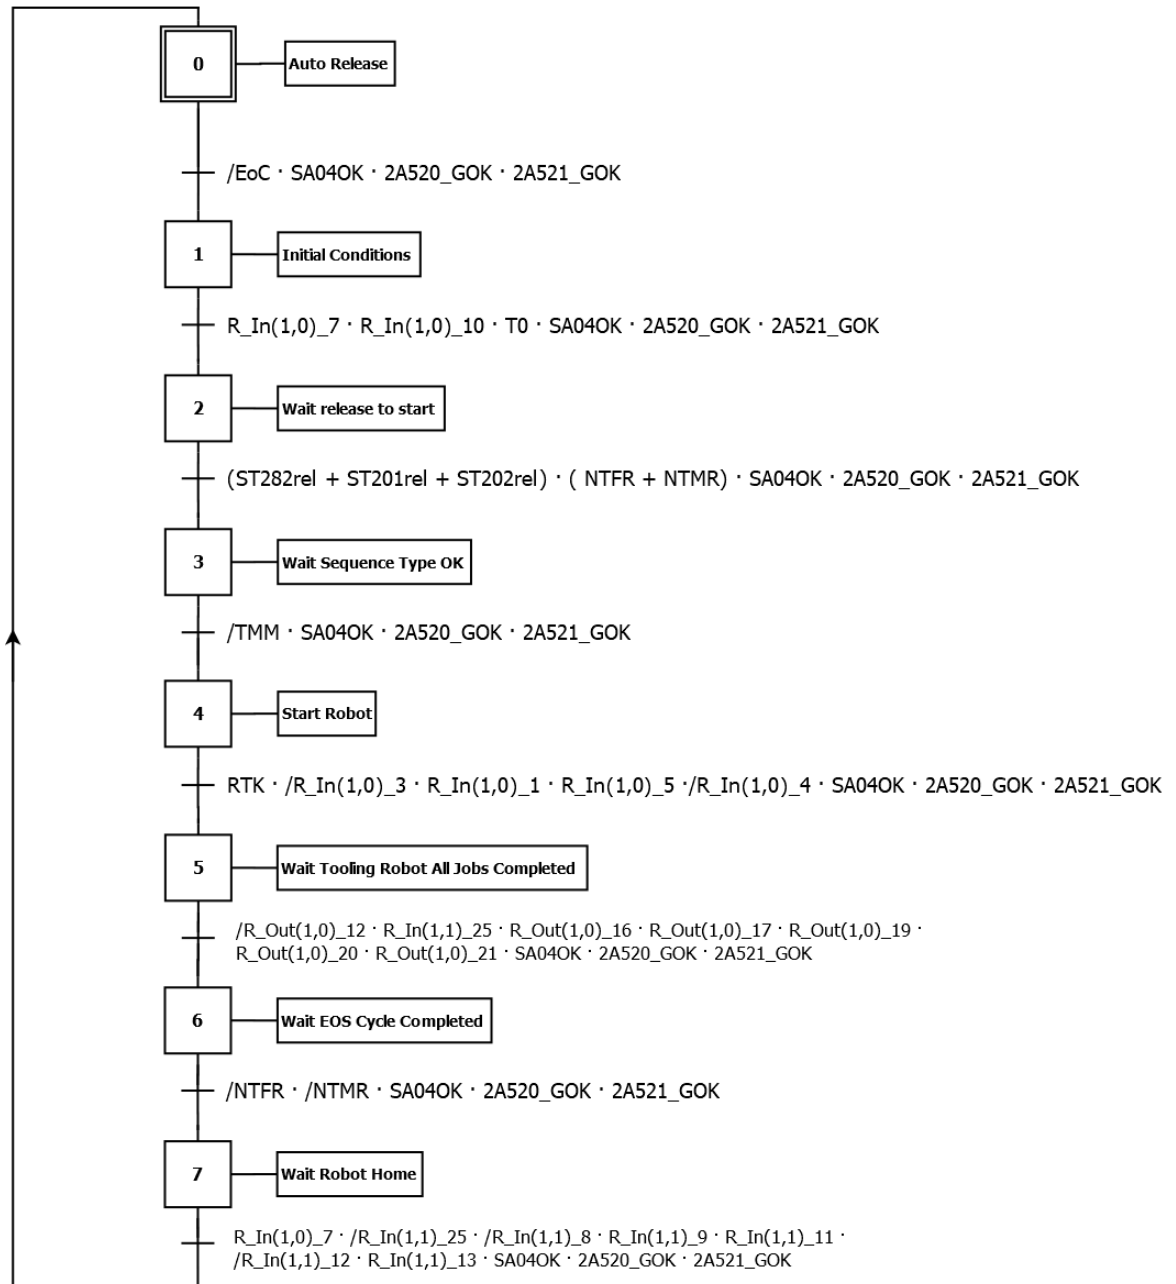 0
Auto Release
/EoC · SA04OK · 2A520_GOK · 2A521_GOK
1
Initial Conditions
R_In(1,0)_7 · R_In(1,0)_10 · T0 · SA04OK · 2A520_GOK · 2A521_GOK
2
Wait release to start
(ST282rel + ST201rel + ST202rel) · ( NTFR + NTMR) · SA04OK · 2A520_GOK · 2A521_GOK
3
Wait Sequence Type OK
/TMM · SA04OK · 2A520_GOK · 2A521_GOK
4
Start Robot
RTK · /R_In(1,0)_3 · R_In(1,0)_1 · R_In(1,0)_5 ·/R_In(1,0)_4 · SA04OK · 2A520_GOK · 2A521_GOK
5
Wait Tooling Robot All Jobs Completed
/R_Out(1,0)_12 · R_In(1,1)_25 · R_Out(1,0)_16 · R_Out(1,0)_17 · R_Out(1,0)_19 ·
R_Out(1,0)_20 · R_Out(1,0)_21 · SA04OK · 2A520_GOK · 2A521_GOK
6
Wait EOS Cycle Completed
/NTFR · /NTMR · SA04OK · 2A520_GOK · 2A521_GOK
7
Wait Robot Home
R_In(1,0)_7 · /R_In(1,1)_25 · /R_In(1,1)_8 · R_In(1,1)_9 · R_In(1,1)_11 ·
/R_In(1,1)_12 · R_In(1,1)_13 · SA04OK · 2A520_GOK · 2A521_GOK